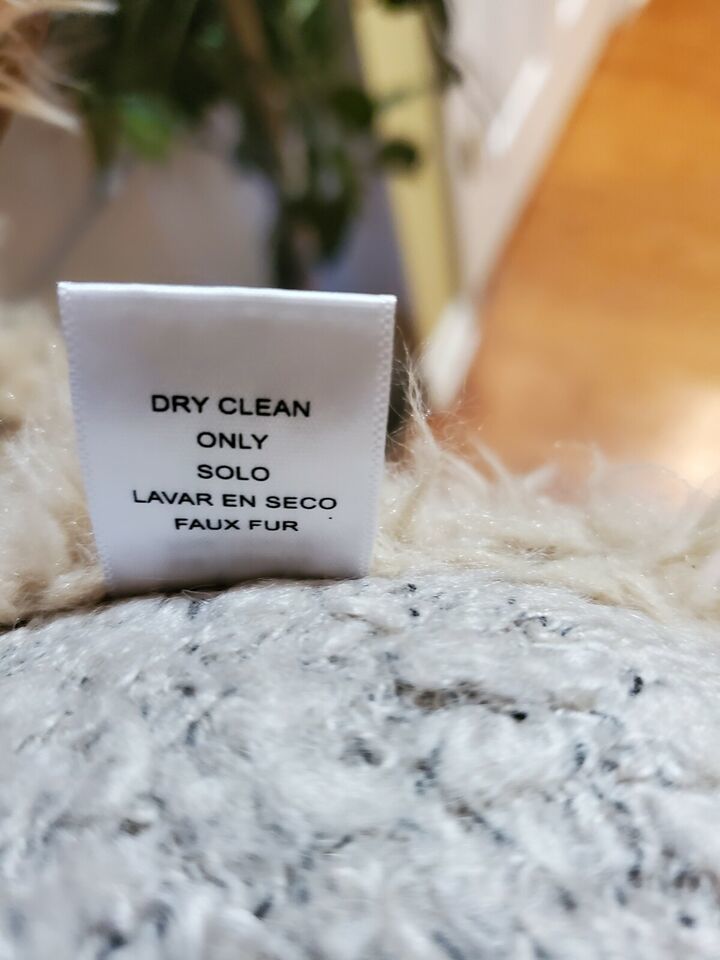 DRY CLEAN
ONLY
SOLO
LAVAR EN SECO
FAUX FUR